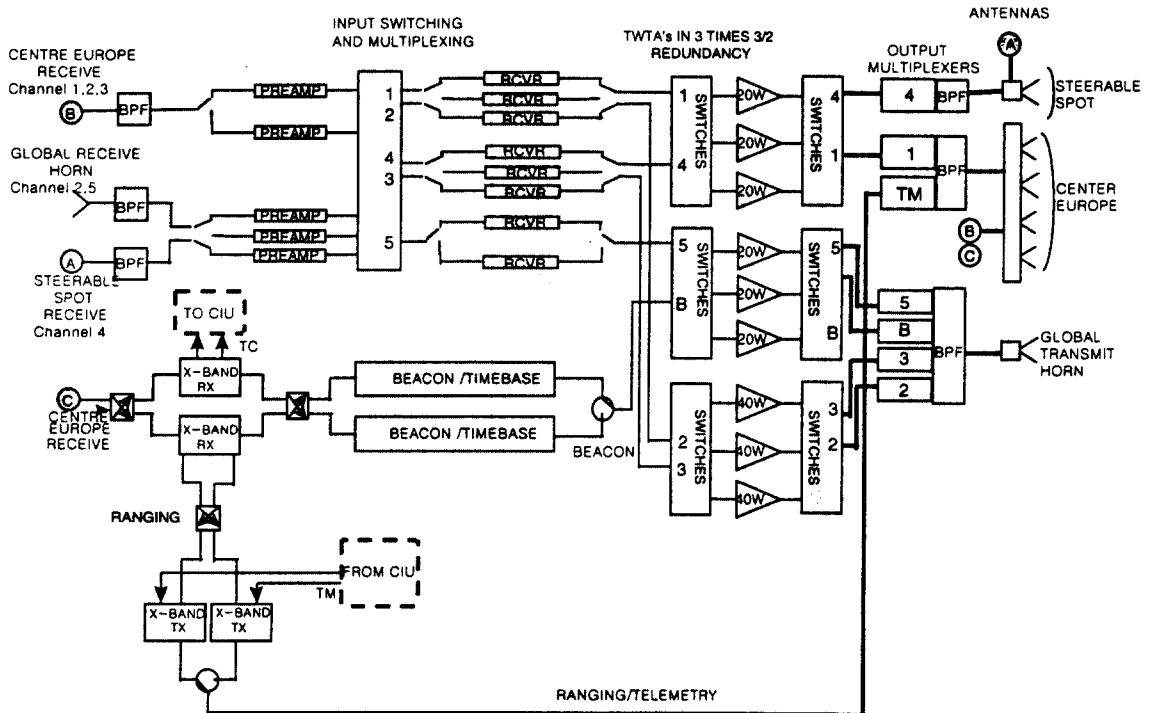 INPUT SWITCHING
AND MULTIPLEXING
TWTA's IN 3 TIMES 3/2
REDUNDANCY
ANTENNAS
"A"
OUTPUT
MULTIPLEXERS
CENTRE EUROPE
RECEIVE
Channel 1,2,3
B
BPF
PREAMP
PREAMP
GLOBAL RECEIVE
HORN
Channel 2,5
BPF
PREAMP
PREAMP
PREAMP
A
BPF
STEERABLE
SPOT
RECEIVE
Channel 4
1
2
4
3
5
RCVR
RCVR
RCVR
RCVR
RCVR
RCVR
RCVR
RCVR
1
4
SWITCHES
20W
20W
20W
SWITCHES
4
1
5
B
SWITCHES
20W
20W
20W
SWITCHES
5
B
2
3
SWITCHES
40W
40W
40W
SWITCHES
3
2
4
BPF
STEERABLE
SPOT
1
TM
BPF
CENTER
EUROPE
B
C
5
B
3
2
BPF
GLOBAL
TRANSMIT
HORN
TO CIU
TC
X-BAND
RX
X-BAND
RX
C
CENTRE
EUROPE
RECEIVE
BEACON /TIMEBASE
BEACON /TIMEBASE
BEACON
RANGING
FROM CIU
TM
X-BAND
TX
X-BAND
TX
RANGING/TELEMETRY